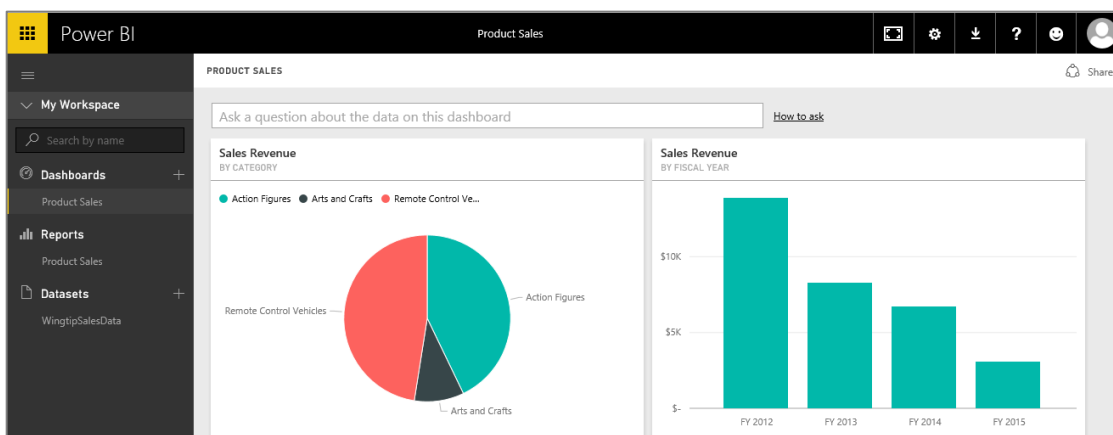 Power BI
Product Sales
?
PRODUCT SALES
Share
My Workspace
Search by name
Dashboards
Product Sales
Reports
Product Sales
Datasets
WingtipSalesData
Ask a question about the data on this dashboard
How to ask
Sales Revenue
BY CATEGORY
Action Figures Arts and Crafts Remote Control Ve...
Remote Control Vehicles
Action Figures
Arts and Crafts
Sales Revenue
BY FISCAL YEAR
$10K
$5K
$-
FY 2012 FY 2013 FY 2014 FY 2015